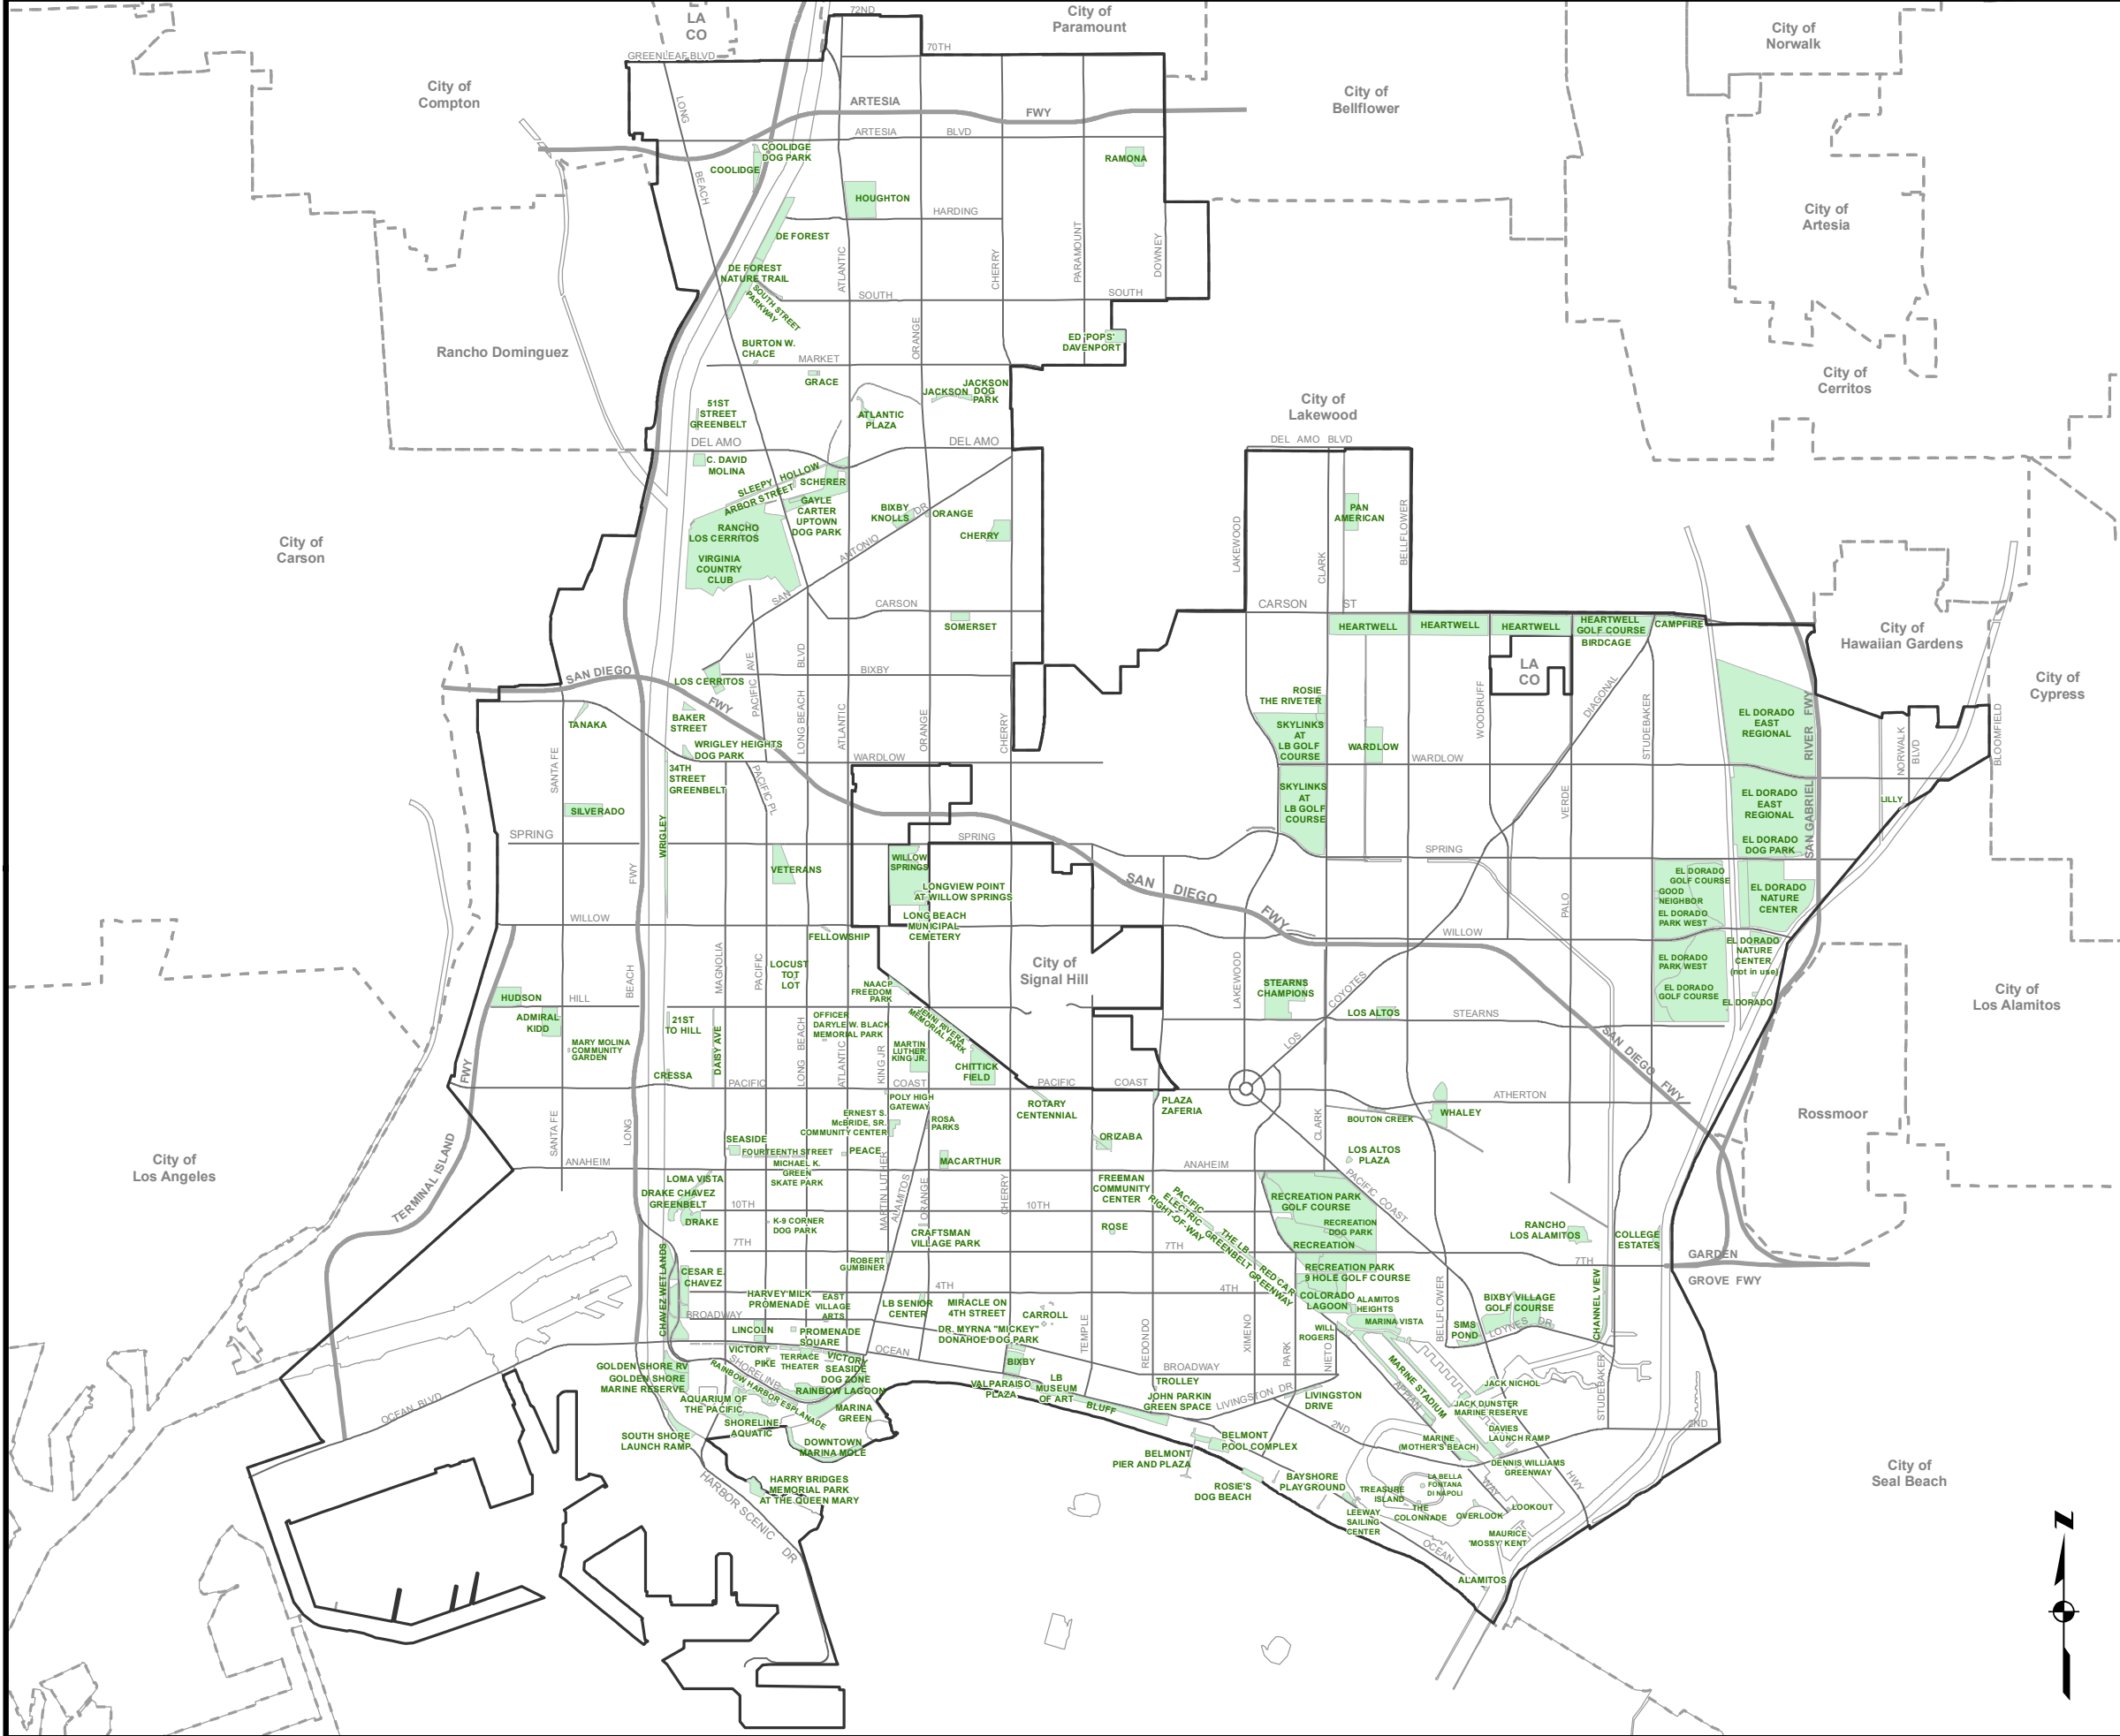 72ND
LA
CO
City of
Paramount
City of
Norwalk
GREENLEAF BLVD
70TH
City of
Compton
City of
Bellflower
LONG
ARTESIA
FWY
ARTESIA
BLVD
COOLIDGE
DOG PARK
COOLIDGE
RAMONA
BEACH
HOUGHTON
HARDING
City of
Artesia
DE FOREST
DE FOREST
NATURE TRAIL
SOUTH STREET
PARKWAY
ATLANTIC
CHERRY
PARAMOUNT
DOWNEY
SOUTH
SOUTH
ORANGE
BURTON W.
CHACE
MARKET
ED 'POPS'
DAVENPORT
Rancho Dominguez
City of
Cerritos
GRACE
JACKSON
JACKSON
DOG
PARK
51ST
STREET
GREENBELT
ATLANTIC
PLAZA
City of
Lakewood
DEL AMO
DEL AMO
DEL AMO BLVD
C. DAVID
MOLINA
SLEEPY HOLLOW
ARBOR STREET
SCHERER
GAYLE
CARTER
UPTOWN
DOG PARK
BIXBY
KNOLLS
DR
ORANGE
CHERRY
RANCHO
LOS CERRITOS
VIRGINIA
COUNTRY
CLUB
SAN
ANTONIO
PAN
AMERICAN
LAKEWOOD
CLARK
BELLFLOWER
City of
Carson
CARSON
SOMERSET
CARSON
ST
HEARTWELL
HEARTWELL
HEARTWELL
HEARTWELL
GOLF COURSE
CAMPFIRE
BIRDCAGE
LA
CO
City of
Hawaiian Gardens
City of
Cypress
SAN DIEGO
FWY
LOS CERRITOS
PACIFIC AVE
BLVD
LONG BEACH
BIXBY
ATLANTIC
ORANGE
CHERRY
TANAKA
BAKER
STREET
WRIGLEY HEIGHTS
DOG PARK
34TH
STREET
GREENBELT
PACIFIC PL
WARDLOW
SANTA FE
SILVERADO
WRIGLEY
ROSIE
THE RIVETER
SKYLINKS
AT
LB GOLF
COURSE
SKYLINKS
AT
LB GOLF
COURSE
WARDLOW
WARDLOW
WOODRUFF
DIAGONAL
STUDEBAKER
VERDE
PALO
EL DORADO
EAST
REGIONAL
EL DORADO
EAST
REGIONAL
EL DORADO
DOG PARK
SAN GABRIEL RIVER FWY
NORWALK
BLVD
BLOOMFIELD
LILLY
SPRING
FWY
VETERANS
SPRING
WILLOW
SPRINGS
LONGVIEW POINT
AT WILLOW SPRINGS
LONG BEACH
MUNICIPAL
CEMETERY
SAN DIEGO
FWY
SPRING
EL DORADO
GOLF COURSE
GOOD
NEIGHBOR
EL DORADO
PARK WEST
EL DORADO
NATURE
CENTER
WILLOW
FELLOWSHIP
WILLOW
EL DORADO
NATURE
CENTER
(not in use)
EL DORADO
PARK WEST
EL DORADO
GOLF COURSE
EL DORADO
City of
Signal Hill
BEACH
MAGNOLIA
PACIFIC
LOCUST
TOT
LOT
NAACP
FREEDOM
PARK
LAKEWOOD
STEARNS
CHAMPIONS
COYOTES
LOS
LOS ALTOS
STEARNS
City of
Los Alamitos
HUDSON
HILL
ADMIRAL
KIDD
MARY MOLINA
COMMUNITY
GARDEN
21ST
TO HILL
DAISY AVE
CRESSA
OFFICER
DARYLE W. BLACK
MEMORIAL PARK
LONG BEACH
ATLANTIC
KING JR
MARTIN
LUTHER
KING JR.
JENNI RIVERA
MEMORIAL PARK
CHITTICK
FIELD
PACIFIC
COAST
PACIFIC
COAST
FWY
SAN DIEGO FWY
POLY HIGH
GATEWAY
ROTARY
CENTENNIAL
PLAZA
ZAFERIA
ATHERTON
WHALEY
BOUTON CREEK
CLARK
Rossmoor
SANTA FE
LONG
ERNEST S.
McBRIDE, SR.
COMMUNITY CENTER
ROSA
PARKS
ORIZABA
SEASIDE
FOURTEENTH STREET
PEACE
MICHAEL K.
GREEN
SKATE PARK
MACARTHUR
LOS ALTOS
PLAZA
City of
Los Angeles
TERMINAL ISLAND
ANAHEIM
ANAHEIM
LOMA VISTA
DRAKE CHAVEZ
GREENBELT
DRAKE
10TH
K-9 CORNER
DOG PARK
MARTIN LUTHER
ALAMITOS
ORANGE
CHERRY
10TH
FREEMAN
COMMUNITY
CENTER
PACIFIC
ELECTRIC
RIGHT-OF-WAY
ROSE
THE LB
GREENBELT
RED CAR
GREENWAY
PACIFIC COAST
RECREATION PARK
GOLF COURSE
RECREATION
DOG PARK
RECREATION
RECREATION PARK
9 HOLE GOLF COURSE
RANCHO
LOS ALAMITOS
COLLEGE
ESTATES
7TH
CRAFTSMAN
VILLAGE PARK
7TH
7TH
GARDEN
GROVE FWY
ROBERT
GUMBINER
CHAVEZ WETLANDS
CESAR E.
CHAVEZ
HARVEY MILK
PROMENADE
EAST
VILLAGE
ARTS
4TH
LB SENIOR
CENTER
MIRACLE ON
4TH STREET
CARROLL
4TH
COLORADO
LAGOON
ALAMITOS
HEIGHTS
MARINA VISTA
BELLFLOWER
BIXBY VILLAGE
GOLF COURSE
SIMS
POND
LOYNES DR
CHANNEL VIEW
BROADWAY
LINCOLN
PROMENADE
SQUARE
DR. MYRNA "MICKEY"
DONAHOE DOG PARK
TEMPLE
REDONDO
XIMENO
PARK
NIETO
WILL
ROGERS
VICTORY
PIKE
TERRACE
THEATER
VICTORY
OCEAN
SEASIDE
DOG ZONE
RAINBOW LAGOON
BIXBY
BROADWAY
GOLDEN SHORE RV
GOLDEN SHORE
MARINE RESERVE
SHORELINE
RAINBOW HARBOR ESPLANADE
AQUARIUM OF
THE PACIFIC
SHORELINE
AQUATIC
MARINA
GREEN
VALPARAISO
PLAZA
LB
MUSEUM
OF ART
BLUFF
TROLLEY
JOHN PARKIN
GREEN SPACE
LIVINGSTON DR
LIVINGSTON
DRIVE
MARINE STADIUM
APPIAN
WAY
JACK NICHOL
JACK DUNSTER
MARINE RESERVE
STUDEBAKER
OCEAN BLVD
SOUTH SHORE
LAUNCH RAMP
DOWNTOWN
MARINA MOLE
BELMONT
POOL COMPLEX
BELMONT
PIER AND PLAZA
2ND
MARINE
(MOTHER'S BEACH)
DAVIES
LAUNCH RAMP
2ND
DENNIS WILLIAMS
GREENWAY
HARRY BRIDGES
MEMORIAL PARK
AT THE QUEEN MARY
ROSIE'S
DOG BEACH
BAYSHORE
PLAYGROUND
TREASURE
ISLAND
LA BELLA
FONTANA
DI NAPOLI
THE
COLONNADE
OVERLOOK
LOOKOUT
HWY
City of
Seal Beach
LEEWAY
SAILING
CENTER
MAURICE
'MOSSY' KENT
HARBOR SCENIC DR
OCEAN
ALAMITOS
N